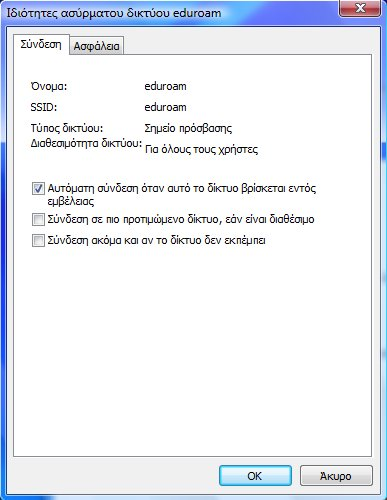 Ιδιότητες ασύρματου δικτύου eduroam
Σύνδεση Ασφάλεια
Όνομα: eduroam
SSID: eduroam
Τύπος δικτύου: Σημείο πρόσβασης
Διαθεσιμότητα δικτύου: Για όλους τους χρήστες
Αυτόματη σύνδεση όταν αυτό το δίκτυο βρίσκεται εντός
εμβέλειας
Σύνδεση σε πιο προτιμώμενο δίκτυο, εάν είναι διαθέσιμο
Σύνδεση ακόμα και αν το δίκτυο δεν εκπέμπει
OK Άκυρο